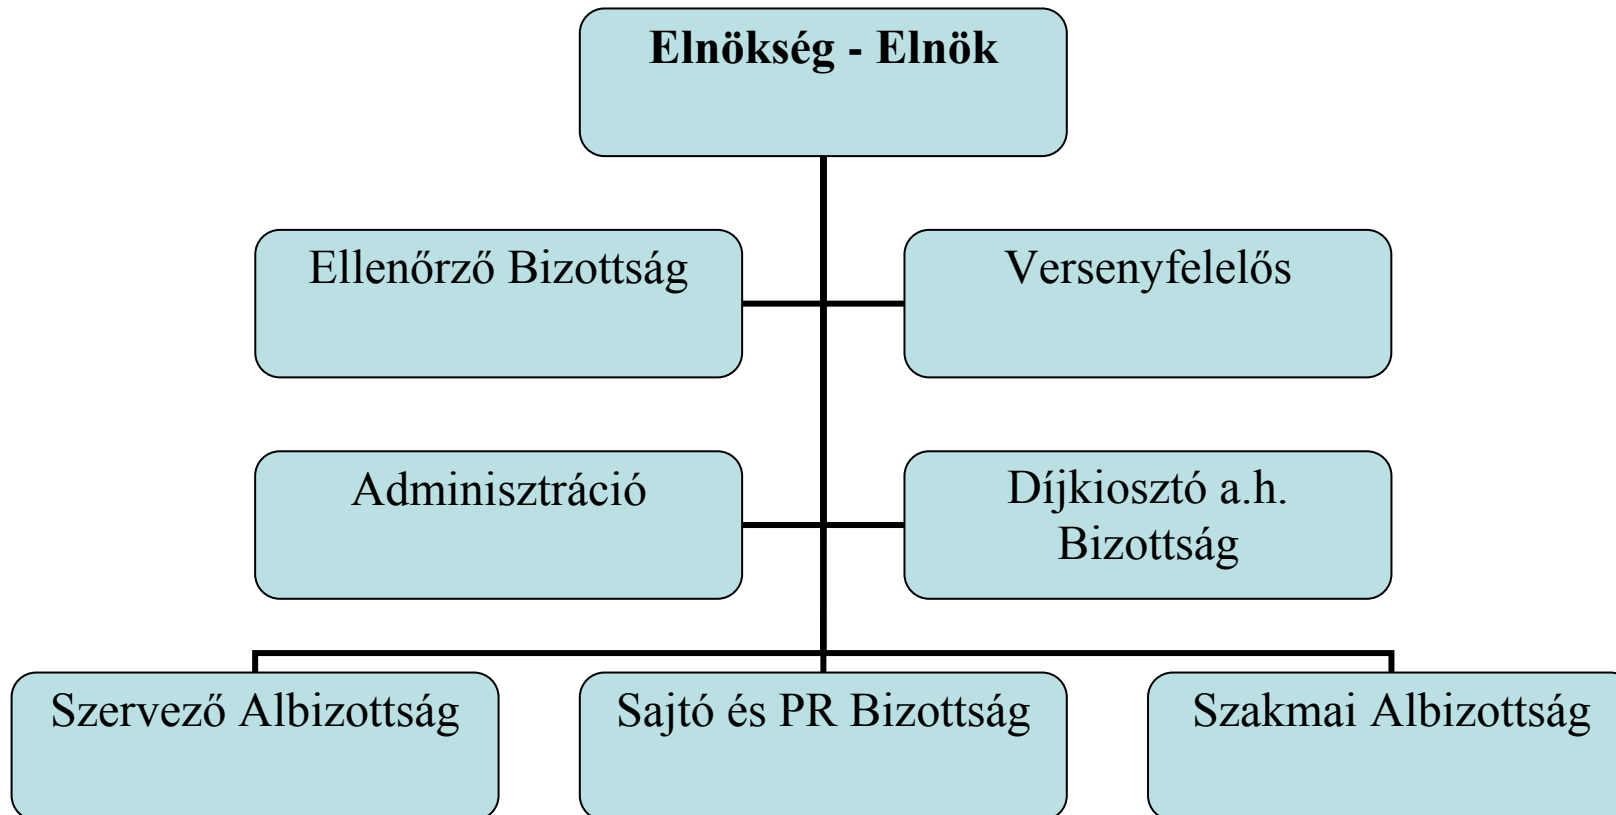 Elnökség - Elnök
Ellenőrző Bizottság
Versenyfelelős
Adminisztráció
Díjkiosztó a.h.
Bizottság
Szervező Albizottság
Sajtó és PR Bizottság
Szakmai Albizottság